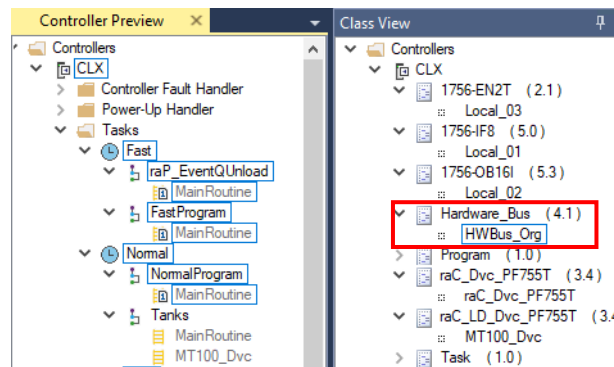 Controller Preview
Controllers
CLX
Controller Fault Handler
Power-Up Handler
Tasks
Fast
raP_EventQUnload
MainRoutine
FastProgram
MainRoutine
Normal
NormalProgram
MainRoutine
Tanks
MainRoutine
MT100_Dvc
Class View
Controllers
CLX
1756-EN2T (2.1)
Local_03
1756-IF8 (5.0)
Local_01
1756-OB16I (5.3)
Local_02
Hardware_Bus (4.1)
HWBus_Org
Program (1.0)
raC_Dvc_PF755T (3.4)
raC_Dvc_PF755T
raC_LD_Dvc_PF755T (3.4
MT100_Dvc
Task (1.0)